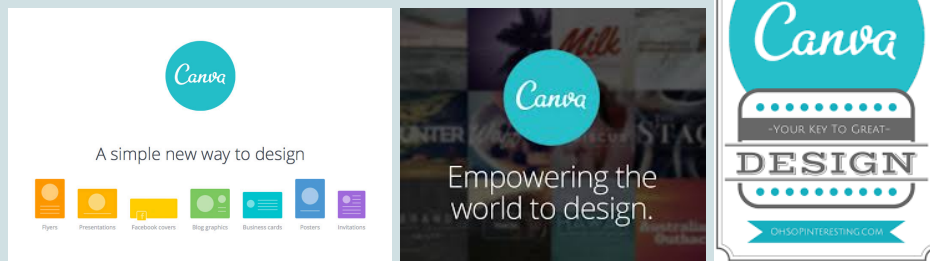 Canva
A simple new way to design
Flyers
Presentations
Facebook covers
Blog graphics
Business cards
Posters
Invitations
Milk
Canva
Empowering the
world to design.
Canva
-YOUR KEY TO GREAT-
DESIGN
OHSOPINTERESTING.COM